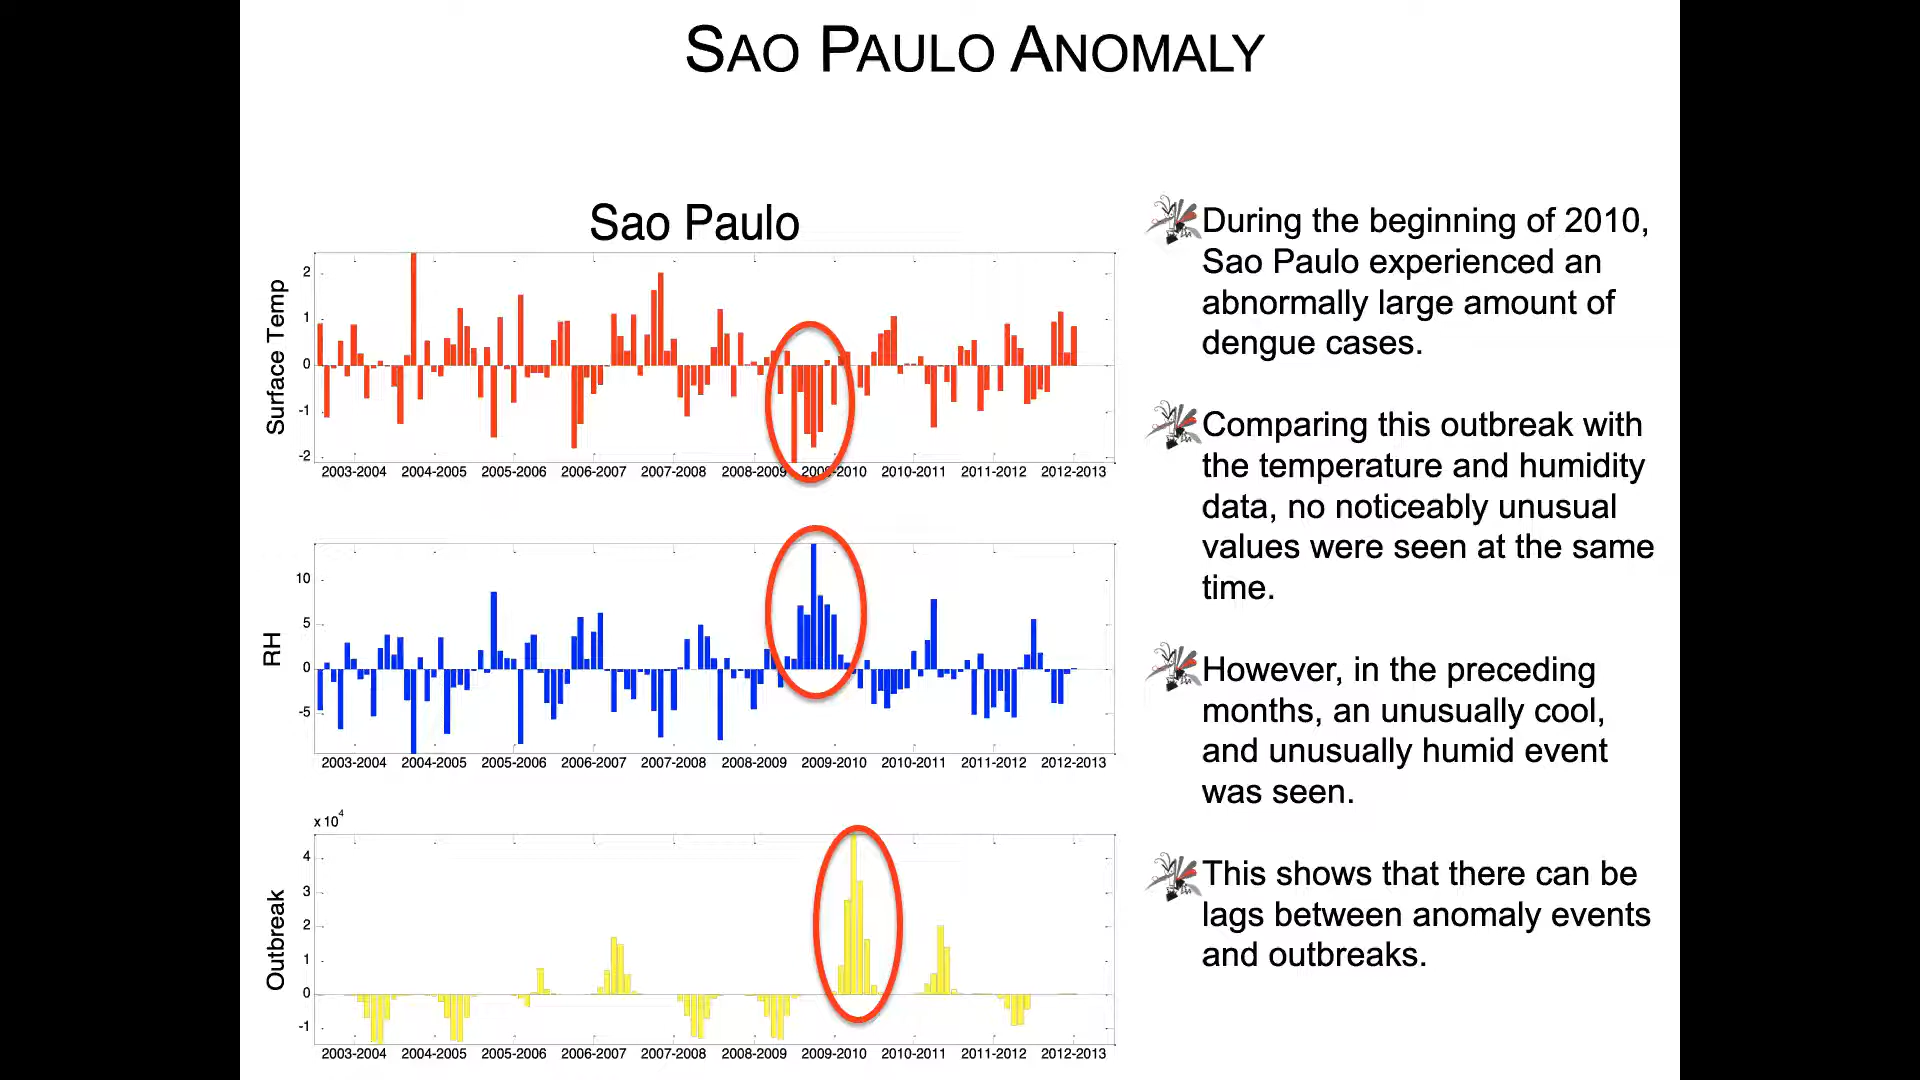 SAO PAULO ANOMALY
Sao Paulo
Surface Temp
2
1
0
-1
-2
2003-2004 2004-2005 2005-2006 2006-2007 2007-2008 2008-2009 2009-2010 2010-2011 2011-2012 2012-2013
RH
10
5
0
-5
2003-2004 2004-2005 2005-2006 2006-2007 2007-2008 2008-2009 2009-2010 2010-2011 2011-2012 2012-2013
x 10^4
Outbreak
4
3
2
1
0
-1
2003-2004 2004-2005 2005-2006 2006-2007 2007-2008 2008-2009 2009-2010 2010-2011 2011-2012 2012-2013
During the beginning of 2010,
Sao Paulo experienced an
abnormally large amount of
dengue cases.
Comparing this outbreak with
the temperature and humidity
data, no noticeably unusual
values were seen at the same
time.
However, in the preceding
months, an unusually cool,
and unusually humid event
was seen.
This shows that there can be
lags between anomaly events
and outbreaks.